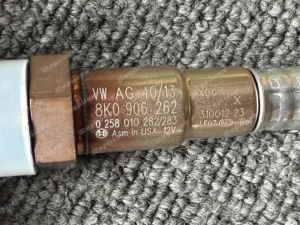 VW AG 40/13
8K0 906 262
0 258 010 282/283
Asm in USA 12V
X
310012 23